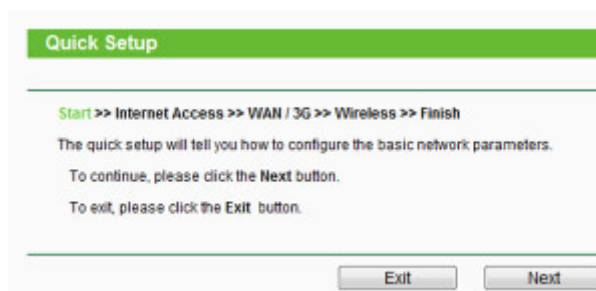 Quick Setup
Start >> Internet Access >> WAN / 3G >> Wireless >> Finish
The quick setup will tell you how to configure the basic network parameters.
To continue, please click the Next button.
To exit, please click the Exit button.
Exit Next